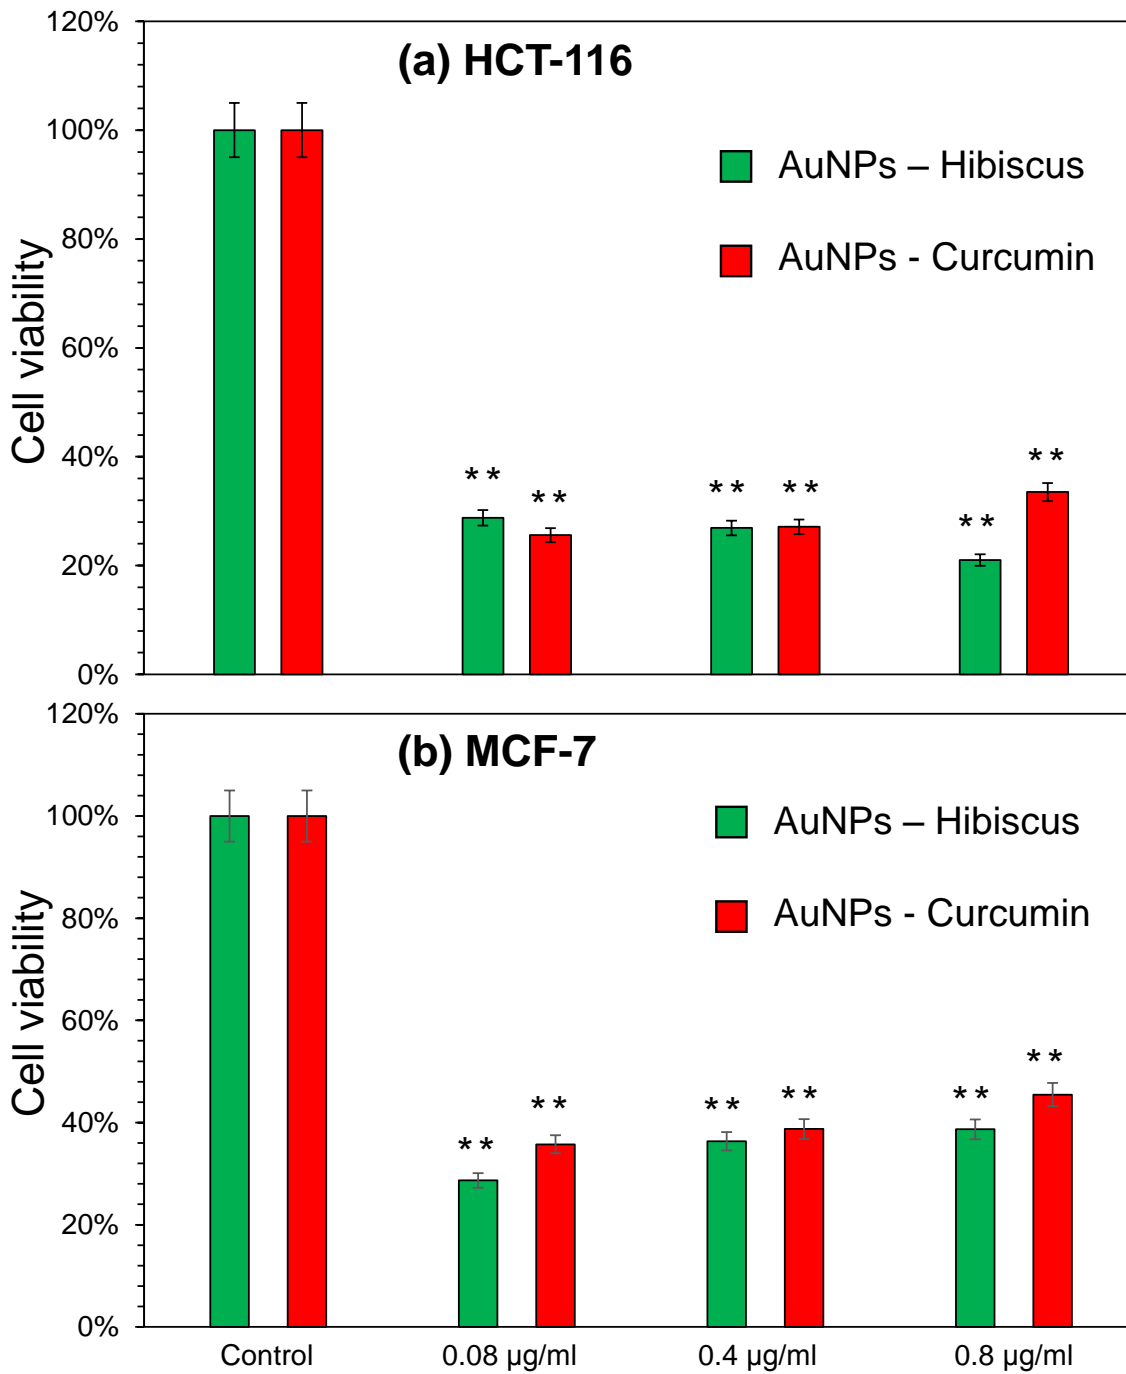 120%
(a) HCT-116
100%
AuNPs – Hibiscus
80%
AuNPs - Curcumin
Cell viability
60%
40%
** ** ** ** ** **
20%
0%
120%
(b) MCF-7
100%
AuNPs – Hibiscus
80%
AuNPs - Curcumin
Cell viability
60%
40%
** ** ** ** ** **
20%
0%
Control 0.08 µg/ml 0.4 µg/ml 0.8 µg/ml